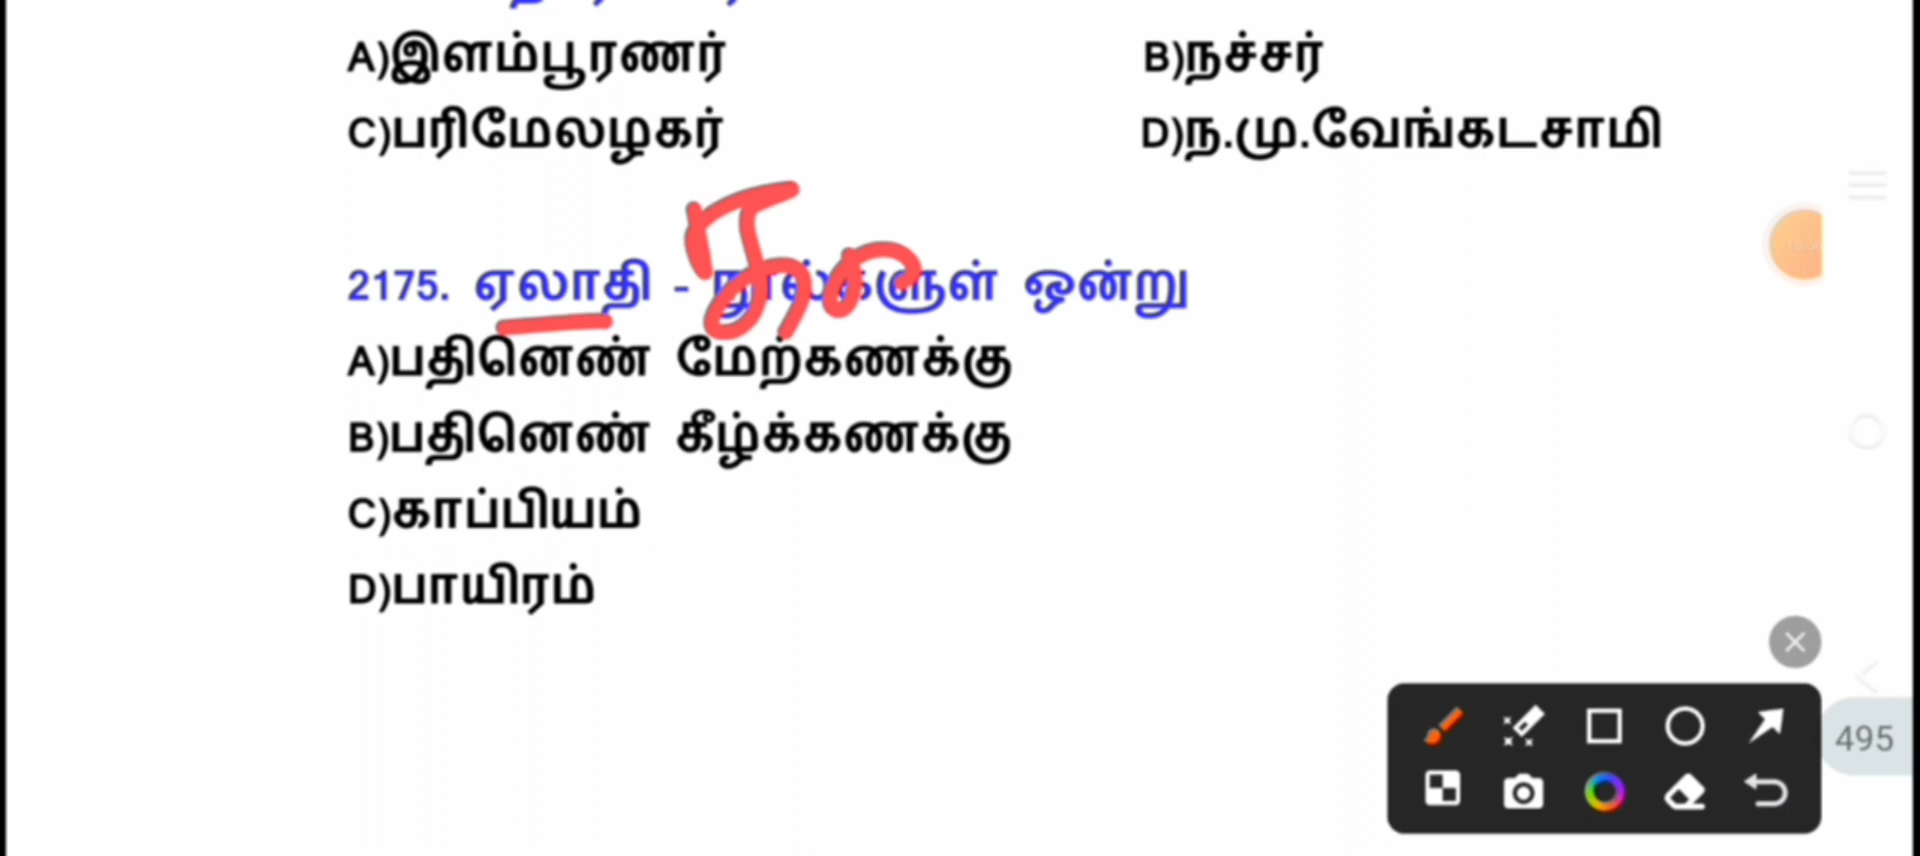 A)இளம்பூரணர் B)நச்சர்
C)பரிமேலழகர் D)ந.மு.வேங்கடசாமி
2175. ஏலாதி - நூல்களுள் ஒன்று
A)பதினெண் மேற்கணக்கு
B)பதினெண் கீழ்க்கணக்கு
C)காப்பியம்
D)பாயிரம்
495